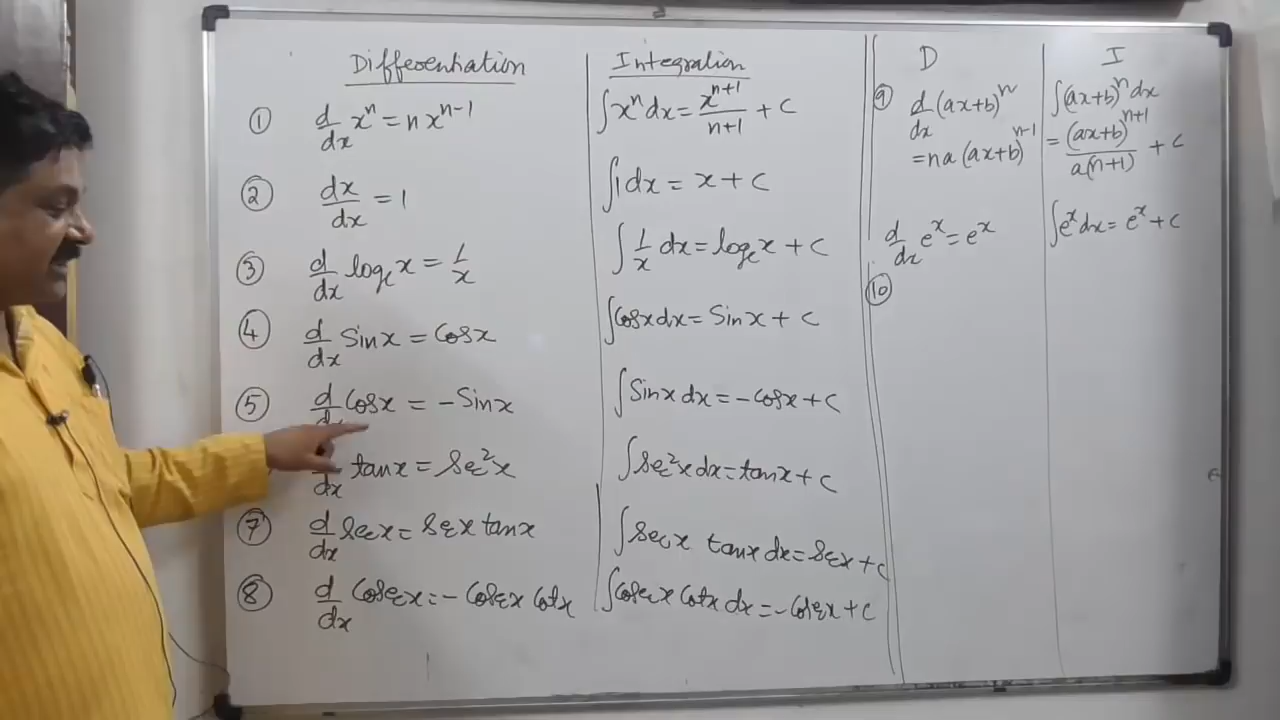 Differentiation Integration D I
① d/dx xⁿ = n xⁿ⁻¹ ∫xⁿ dx = xⁿ⁺¹/n+1 + C
② dx/dx = 1 ∫1 dx = x + C
③ d/dx logₑ x = 1/x ∫ 1/x dx = logₑ x + C
④ d/dx Sin x = Cos x ∫Cos x dx = Sin x + C
⑤ d/dx Cos x = - Sin x ∫Sin x dx = - Cos x + C
d/dx tan x = Sec² x ∫Sec² x dx = tan x + C
⑦ d/dx Sec x = Sec x tan x ∫Sec x tan x dx = Sec x + C
⑧ d/dx Cosec x = - Cosec x Cot x ∫Cosec x Cot x dx = - Cosec x + C
⑨ d/dx (ax+b)ⁿ ∫(ax+b)ⁿ dx
= na (ax+b)ⁿ⁻¹ = (ax+b)ⁿ⁺¹/a(n+1) + C
d/dx eˣ = eˣ ∫eˣ dx = eˣ + C
⑩